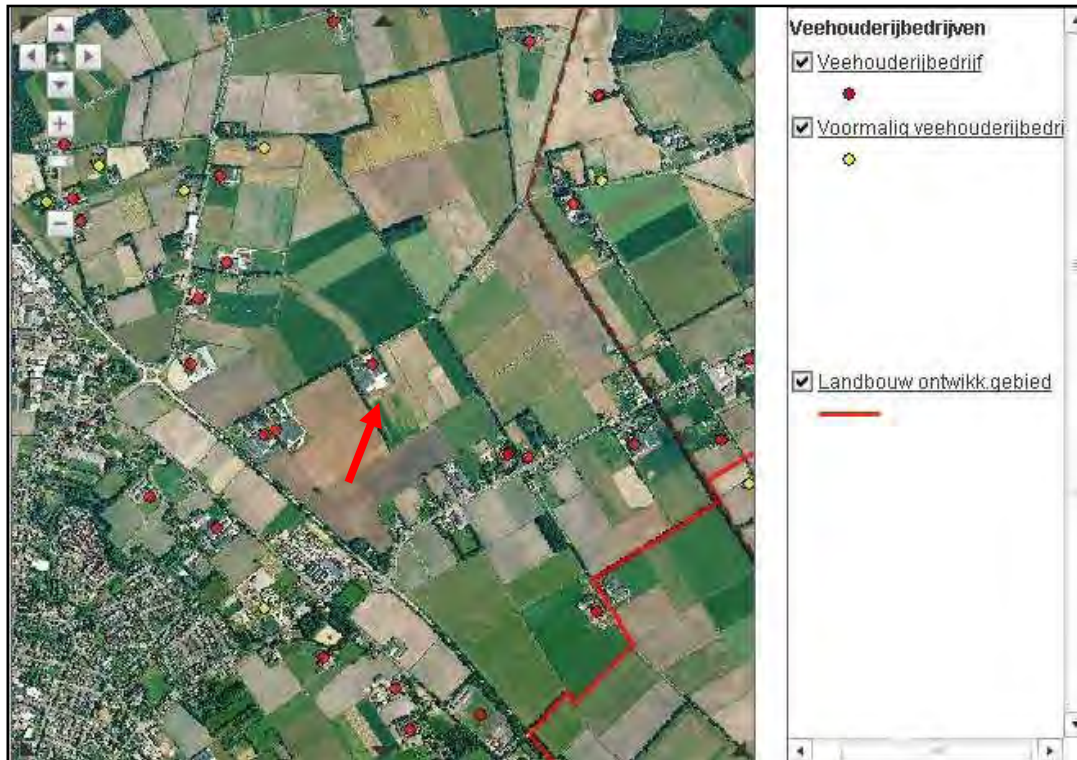 Veehouderijbedrijven
Veehouderijbedrijf
Voormalig veehouderijbedri
Landbouw ontwikk.gebied